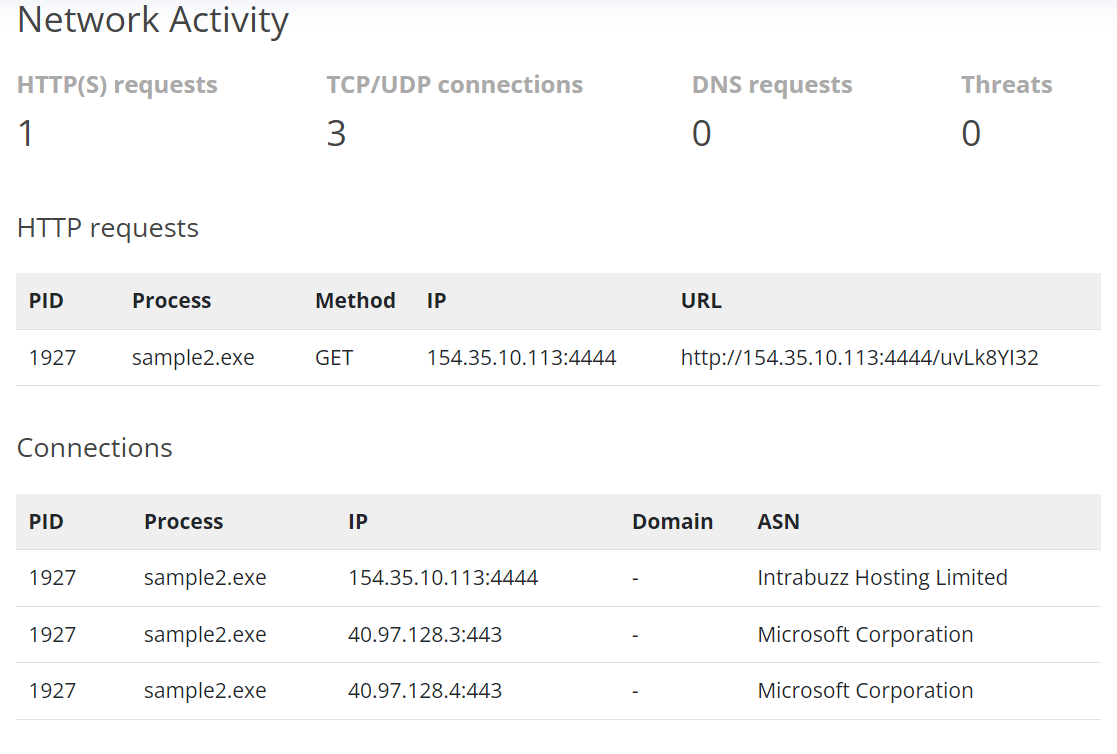 Network Activity
HTTP(S) requests TCP/UDP connections DNS requests Threats
1 3 0 0
HTTP requests
PID Process Method IP URL
1927 sample2.exe GET 154.35.10.113:4444 http://154.35.10.113:4444/uvLk8YI32
Connections
PID Process IP Domain ASN
1927 sample2.exe 154.35.10.113:4444 - Intrabuzz Hosting Limited
1927 sample2.exe 40.97.128.3:443 - Microsoft Corporation
1927 sample2.exe 40.97.128.4:443 - Microsoft Corporation